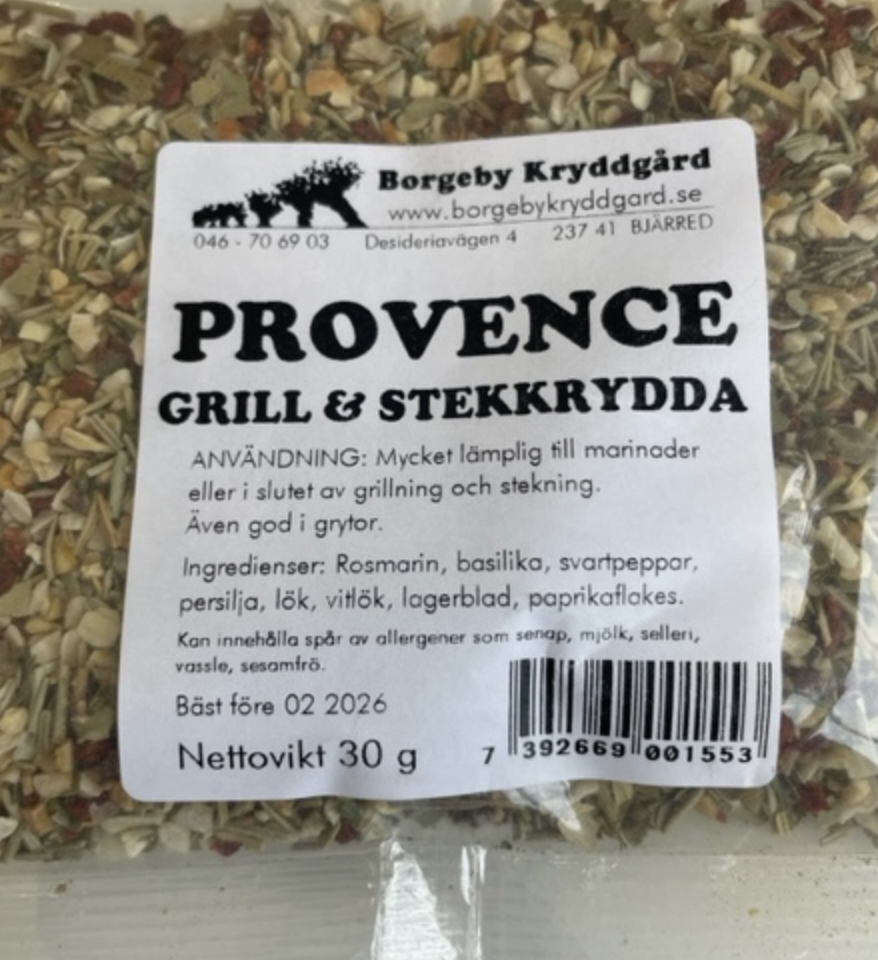 Borgeby Kryddgård
www.borgebykryddgard.se
046 - 70 69 03 Desideriavägen 4 237 41 BJÄRRED
PROVENCE
GRILL & STEKKRYDDA
ANVÄNDNING: Mycket lämplig till marinader
eller i slutet av grillning och stekning.
Även god i grytor.
Ingredienser: Rosmarin, basilika, svartpeppar,
persilja, lök, vitlök, lagerblad, paprikaflakes.
Kan innehålla spår av allergener som senap, mjölk, selleri,
vassle, sesamfrö.
Bäst före 02 2026
Nettovikt 30 g
7 392669 001553